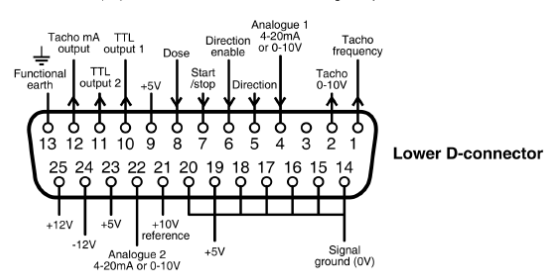 Analogue 1
4-20mA
or 0-10V
Tacho mA
output
TTL
output 1
Direction
enable
Tacho
frequency
Dose
Functional
earth
TTL
output 2
+5V
Start
/stop
Direction
Tacho
0-10V
13 12 11 10 9 8 7 6 5 4 3 2 1
25 24 23 22 21 20 19 18 17 16 15 14
Lower D-connector
+12V
-12V
+5V
Analogue 2
4-20mA or 0-10V
+10V
reference
+5V
Signal
ground (0V)